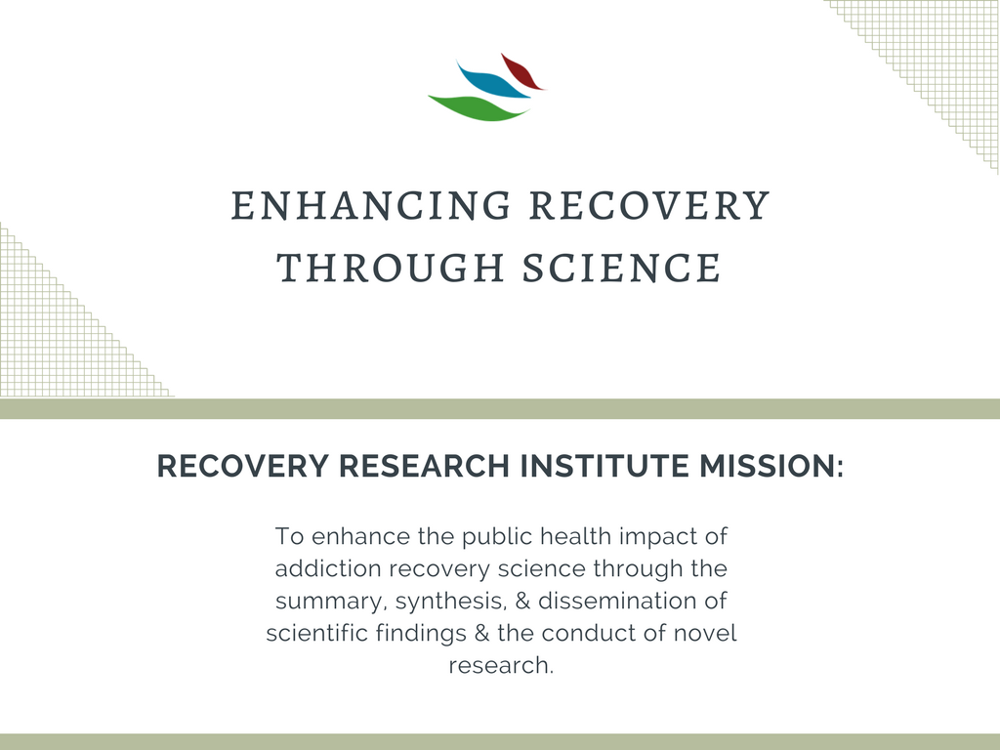 ENHANCING RECOVERY
THROUGH SCIENCE
RECOVERY RESEARCH INSTITUTE MISSION:
To enhance the public health impact of
addiction recovery science through the
summary, synthesis, & dissemination of
scientific findings & the conduct of novel
research.